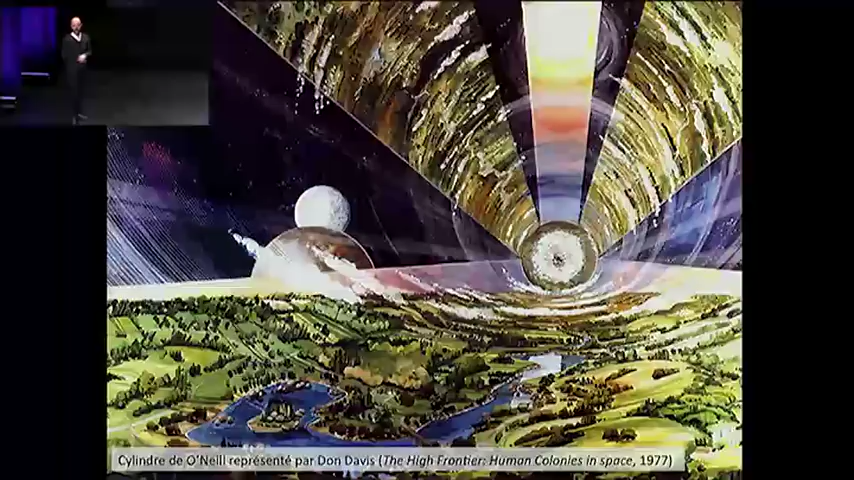 Cylindre de O'Neill représenté par Don Davis (The High Frontier: Human Colonies in space, 1977)